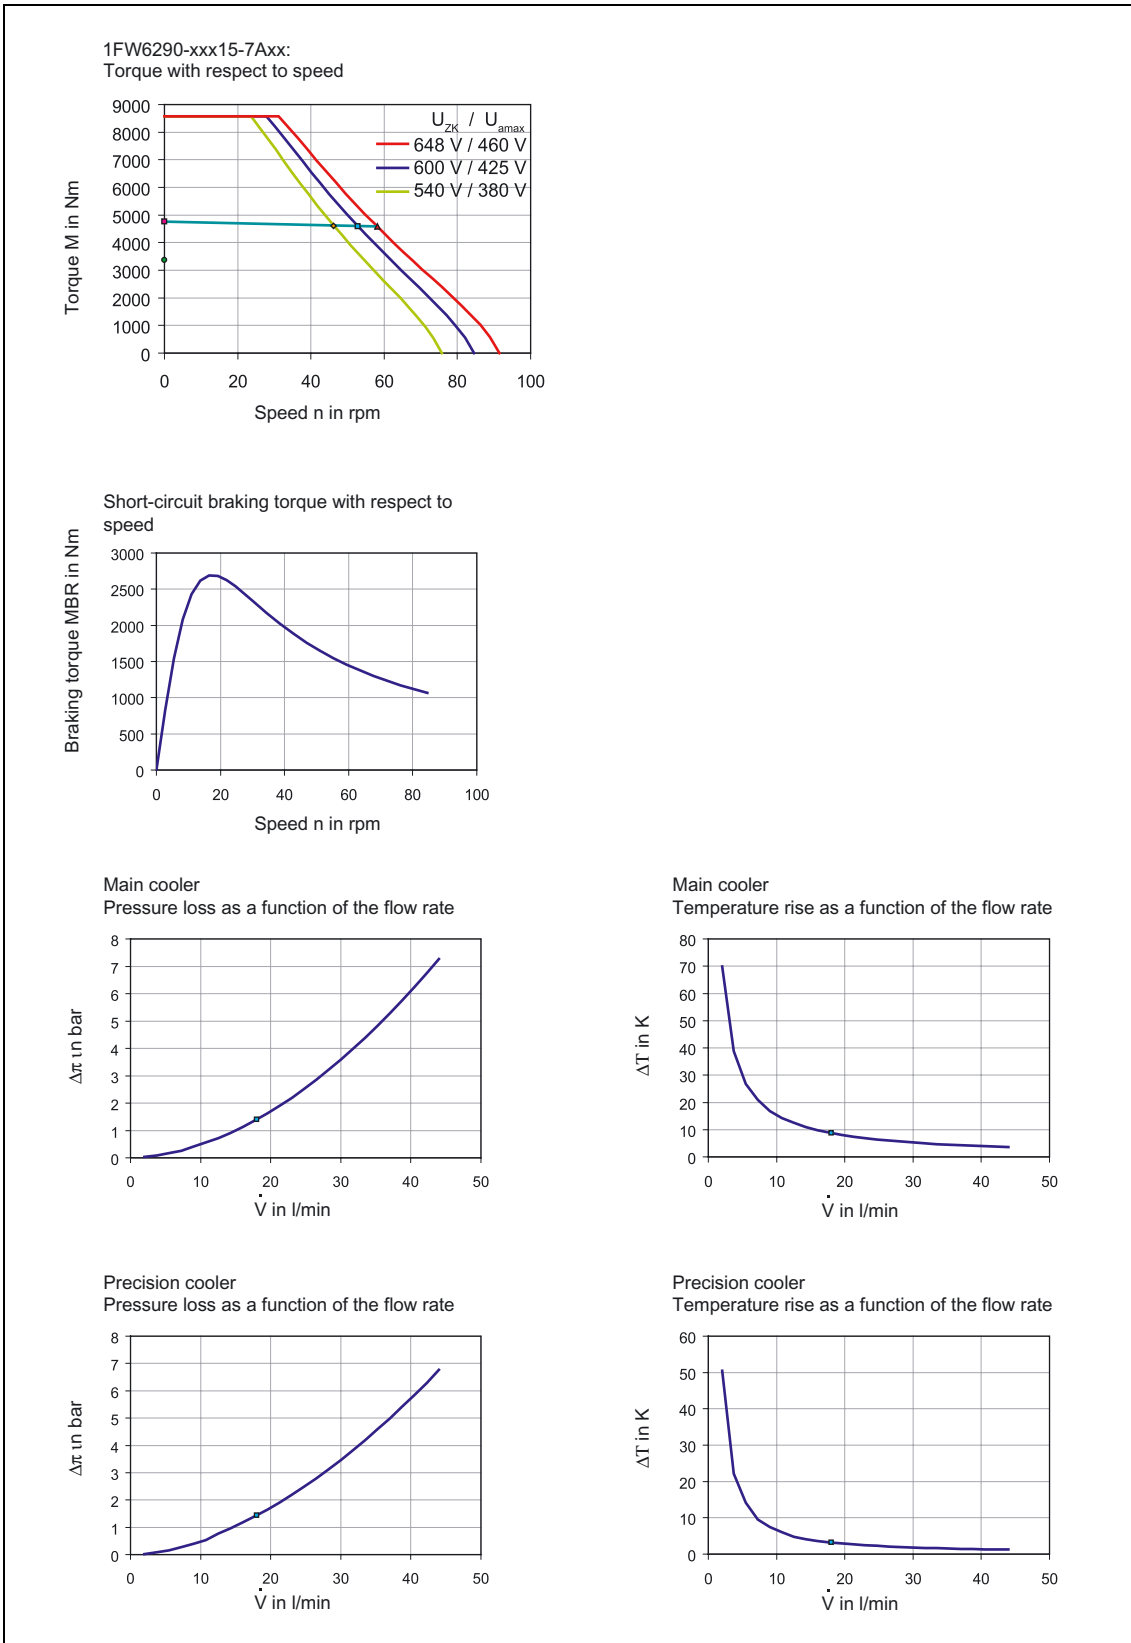 1FW6290-xxx15-7Axx:
Torque with respect to speed
Torque M in Nm
9000
8000
7000
6000
5000
4000
3000
2000
1000
0
U_ZK / U_amax
648 V / 460 V
600 V / 425 V
540 V / 380 V
0 20 40 60 80 100
Speed n in rpm
Short-circuit braking torque with respect to
speed
Braking torque MBR in Nm
3000
2500
2000
1500
1000
500
0
0 20 40 60 80 100
Speed n in rpm
Main cooler
Pressure loss as a function of the flow rate
Δπ ιn bar
8
7
6
5
4
3
2
1
0
0 10 20 30 40 50
V̇ in l/min
Main cooler
Temperature rise as a function of the flow rate
ΔT in K
80
70
60
50
40
30
20
10
0
0 10 20 30 40 50
V̇ in l/min
Precision cooler
Pressure loss as a function of the flow rate
Δπ ιn bar
8
7
6
5
4
3
2
1
0
0 10 20 30 40 50
V̇ in l/min
Precision cooler
Temperature rise as a function of the flow rate
ΔT in K
60
50
40
30
20
10
0
0 10 20 30 40 50
V̇ in l/min